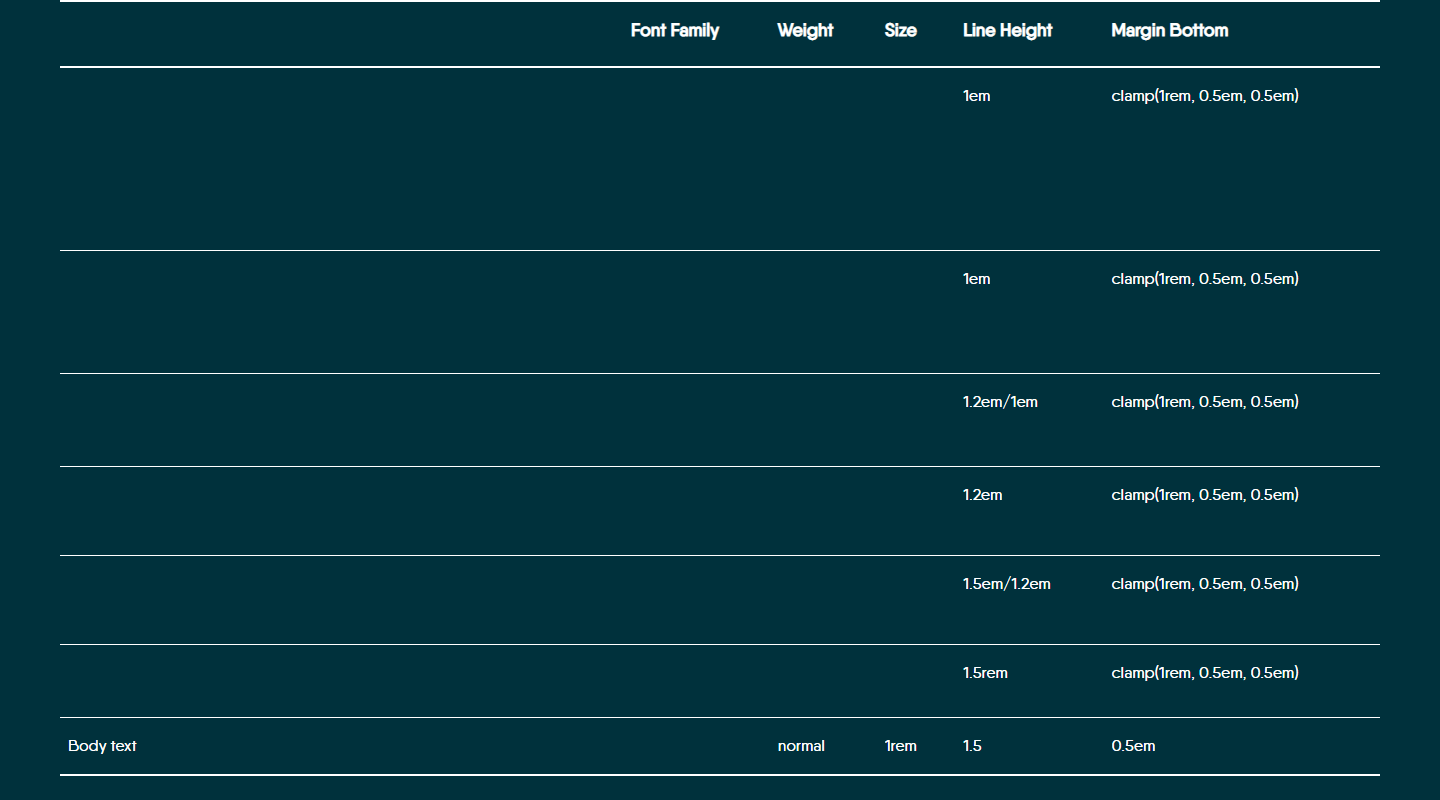 Font Family Weight Size Line Height Margin Bottom
1em clamp(1rem, 0.5em, 0.5em)
1em clamp(1rem, 0.5em, 0.5em)
1.2em/1em clamp(1rem, 0.5em, 0.5em)
1.2em clamp(1rem, 0.5em, 0.5em)
1.5em/1.2em clamp(1rem, 0.5em, 0.5em)
1.5rem clamp(1rem, 0.5em, 0.5em)
Body text normal 1rem 1.5 0.5em